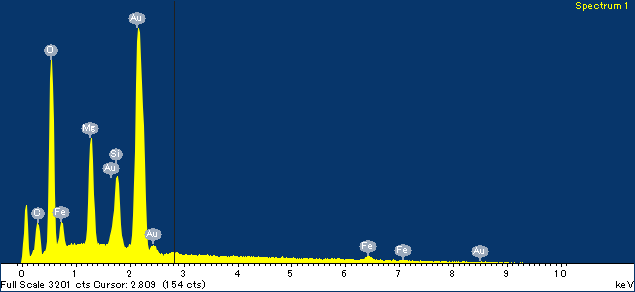 Spectrum 1
Au
O
Mg
Si
Au
Fe
Au
Fe
Fe
Au
0 1 2 3 4 5 6 7 8 9 10
Full Scale 3201 cts Cursor: 2.809 (154 cts) keV